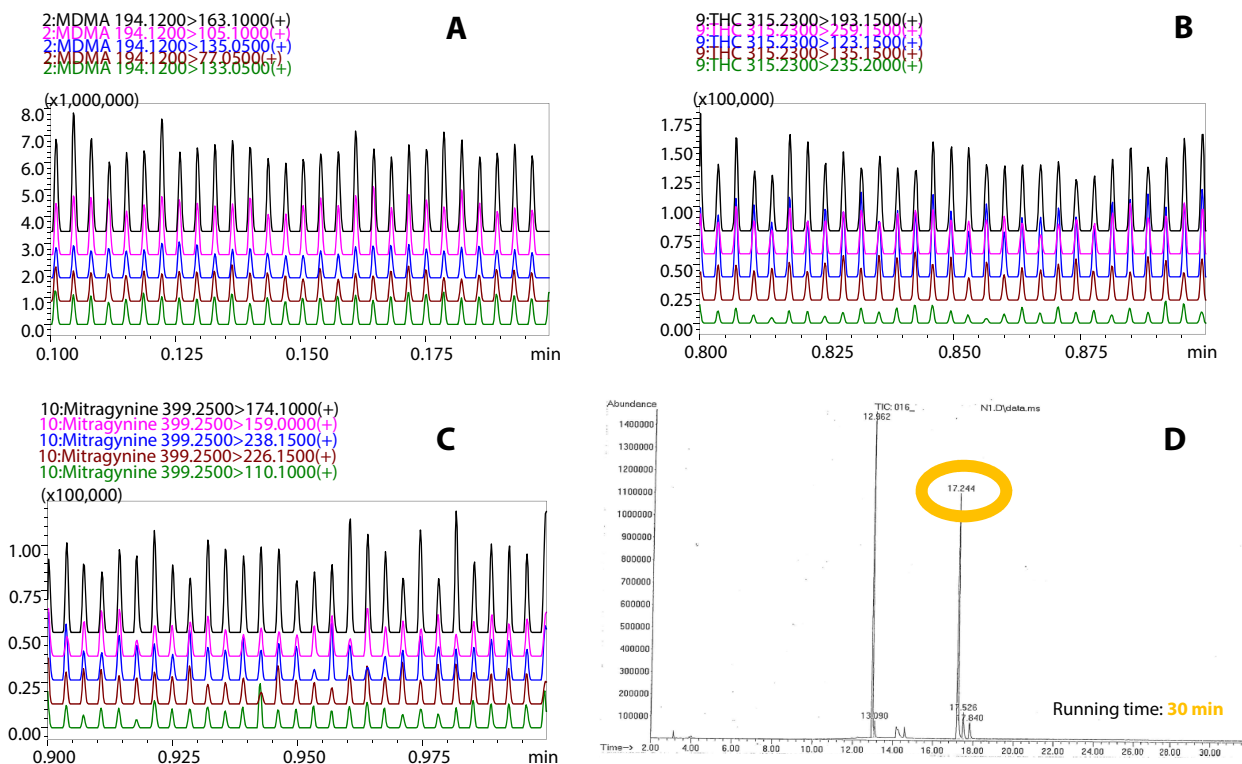 2:MDMA 194.1200>163.1000(+)
2:MDMA 194.1200>105.1000(+)
2:MDMA 194.1200>135.0500(+)
2:MDMA 194.1200>77.0500(+)
2:MDMA 194.1200>133.0500(+)
A
(x1,000,000)
8.0
7.0
6.0
5.0
4.0
3.0
2.0
1.0
0.0
0.100 0.125 0.150 0.175 min
9:THC 315.2300>193.1500(+)
9:THC 315.2300>259.1500(+)
9:THC 315.2300>123.1500(+)
9:THC 315.2300>135.1500(+)
9:THC 315.2300>235.2000(+)
B
(x100,000)
1.75
1.50
1.25
1.00
0.75
0.50
0.25
0.00
0.800 0.825 0.850 0.875 min
10:Mitragynine 399.2500>174.1000(+)
10:Mitragynine 399.2500>159.0000(+)
10:Mitragynine 399.2500>238.1500(+)
10:Mitragynine 399.2500>226.1500(+)
10:Mitragynine 399.2500>110.1000(+)
C
(x100,000)
1.00
0.75
0.50
0.25
0.00
0.900 0.925 0.950 0.975 min
Abundance
TIC: 016_ N1.D\data.ms
D
12.962
1400000
1300000
1200000
1100000
1000000
900000
800000
700000
600000
500000
400000
300000
200000
100000
17.244
17.526
17.840
13.090
Running time: 30 min
Time--> 2.00 4.00 6.00 8.00 10.00 12.00 14.00 16.00 18.00 20.00 22.00 24.00 26.00 28.00 30.00